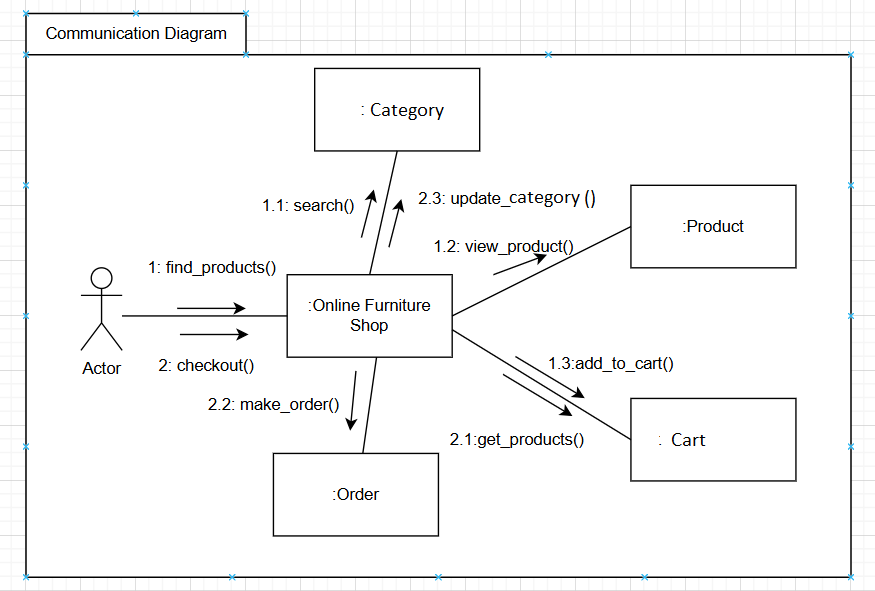 Communication Diagram
: Category
1.1: search()
2.3: update_category ()
:Product
1.2: view_product()
1: find_products()
:Online Furniture
Shop
Actor
2: checkout()
1.3:add_to_cart()
2.2: make_order()
2.1:get_products()
: Cart
:Order